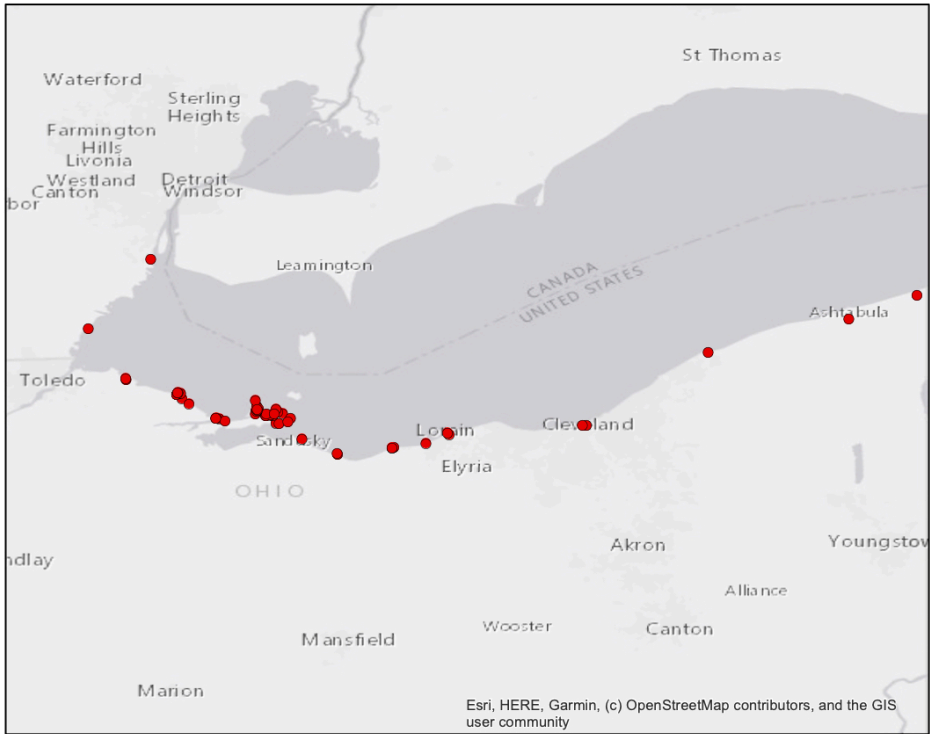 St Thomas
Waterford
Sterling
Heights
Farmington
Hills
Livonia
Westland
Detroit
Canton
Windsor
bor
Leamington
CANADA
UNITED STATES
Ashtabula
Toledo
Cleveland
Lorain
Sandusky
Elyria
OHIO
Akron
Youngstow
ndlay
Alliance
Wooster
Canton
Mansfield
Marion
Esri, HERE, Garmin, (c) OpenStreetMap contributors, and the GIS
user community